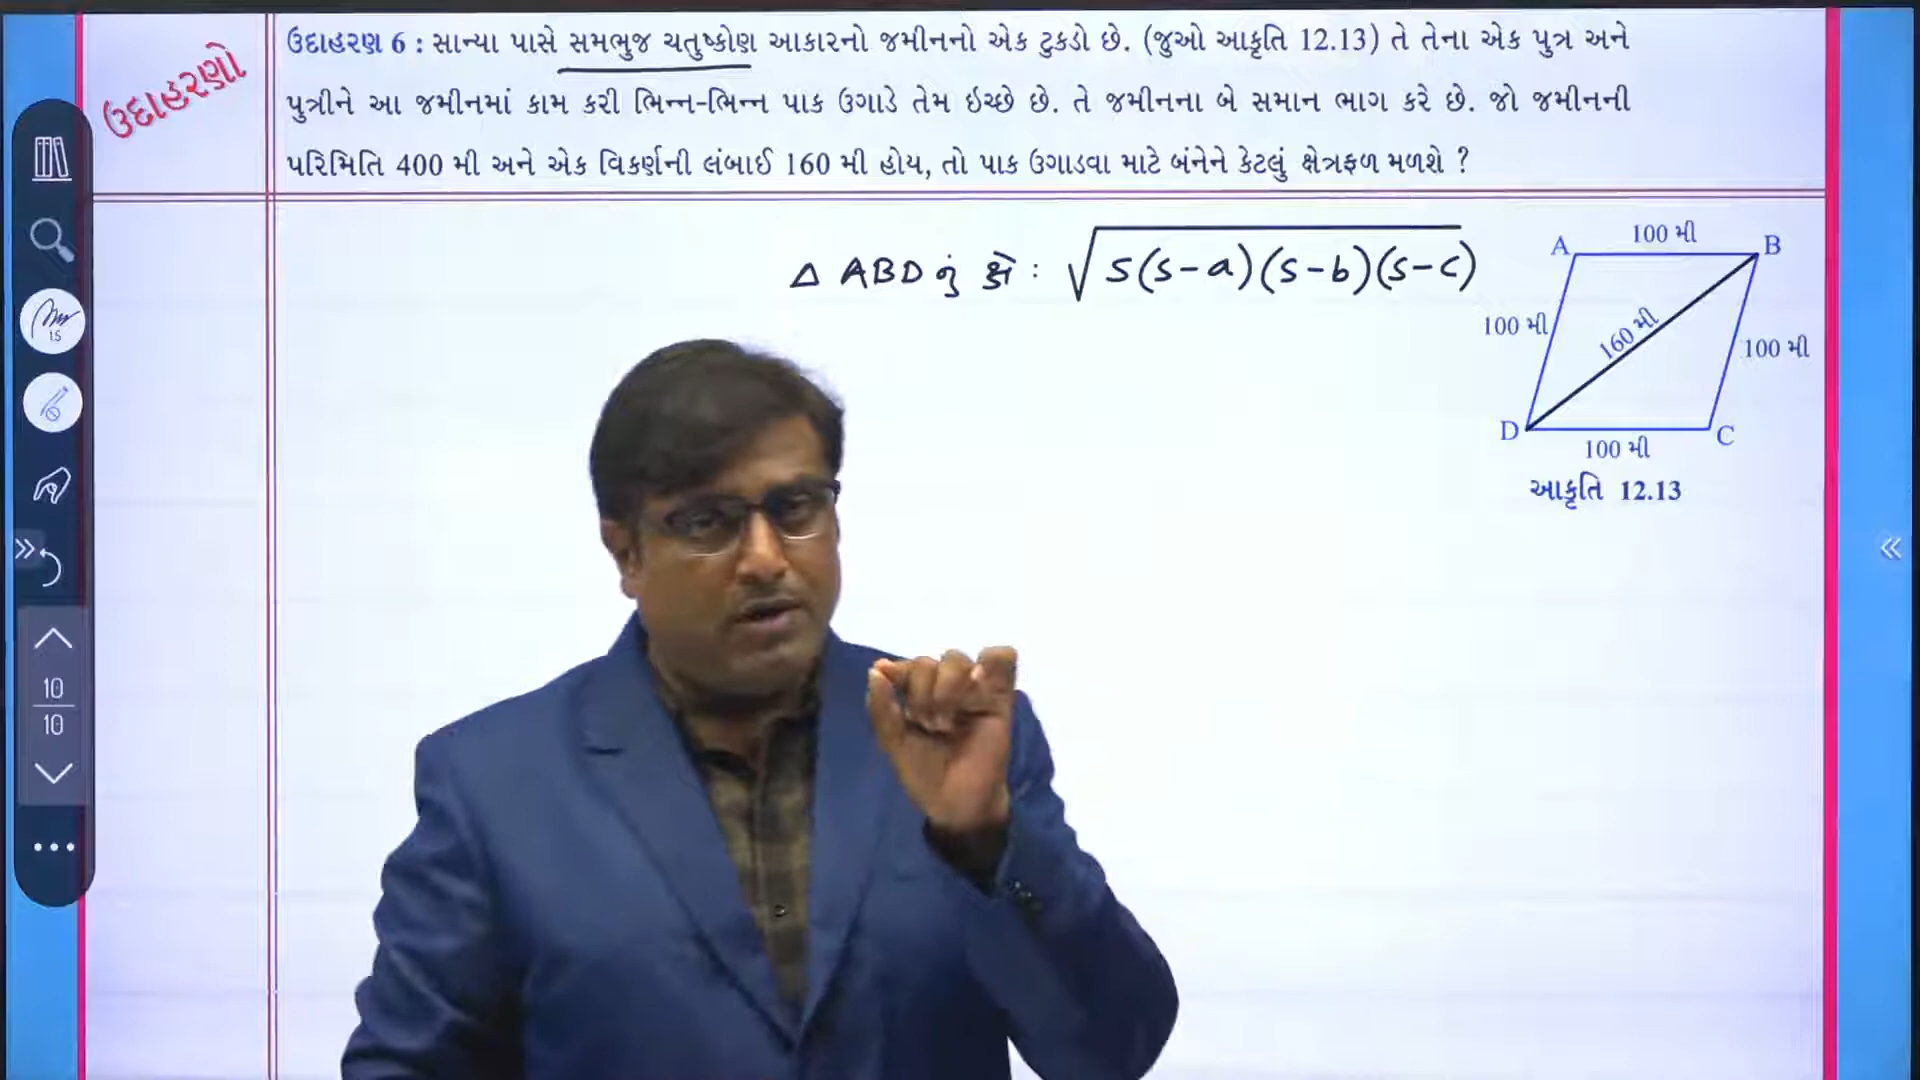 ઉદાહરણો
ઉદાહરણ 6 : સાન્યા પાસે સમભુજ ચતુષ્કોણ આકારનો જમીનનો એક ટુકડો છે. (જુઓ આકૃતિ 12.13) તે તેના એક પુત્ર અને
પુત્રીને આ જમીનમાં કામ કરી ભિન્ન-ભિન્ન પાક ઉગાડે તેમ ઇચ્છે છે. તે જમીનના બે સમાન ભાગ કરે છે. જો જમીનની
પરિમિતિ 400 મી અને એક વિકર્ણની લંબાઈ 160 મી હોય, તો પાક ઉગાડવા માટે બંનેને કેટલું ક્ષેત્રફળ મળશે ?
Δ ABD નું ક્ષે : √s(s-a)(s-b)(s-c)
A 100 મી B
100 મી 160 મી 100 મી
D 100 મી C
આકૃતિ 12.13
1.5
10
10